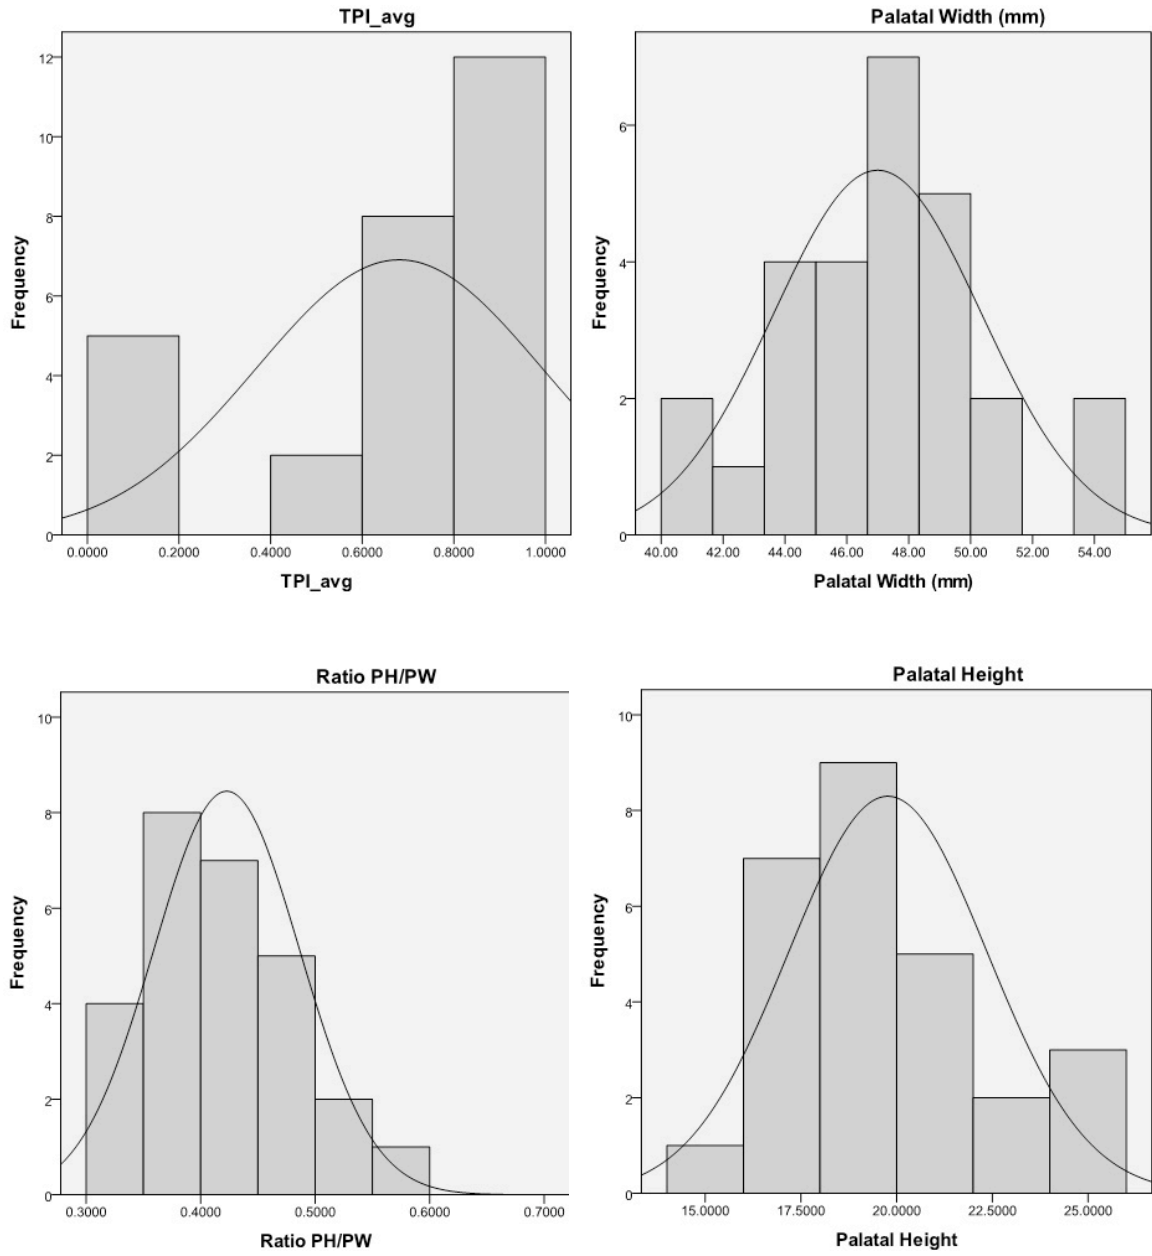 TPI_avg
12
10
8
6
4
2
0
Frequency
0.0000 0.2000 0.4000 0.6000 0.8000 1.0000
TPI_avg
Palatal Width (mm)
6
4
2
0
Frequency
40.00 42.00 44.00 46.00 48.00 50.00 52.00 54.00
Palatal Width (mm)
Ratio PH/PW
10
8
6
4
2
0
Frequency
0.3000 0.4000 0.5000 0.6000 0.7000
Ratio PH/PW
Palatal Height
10
8
6
4
2
0
Frequency
15.0000 17.5000 20.0000 22.5000 25.0000
Palatal Height